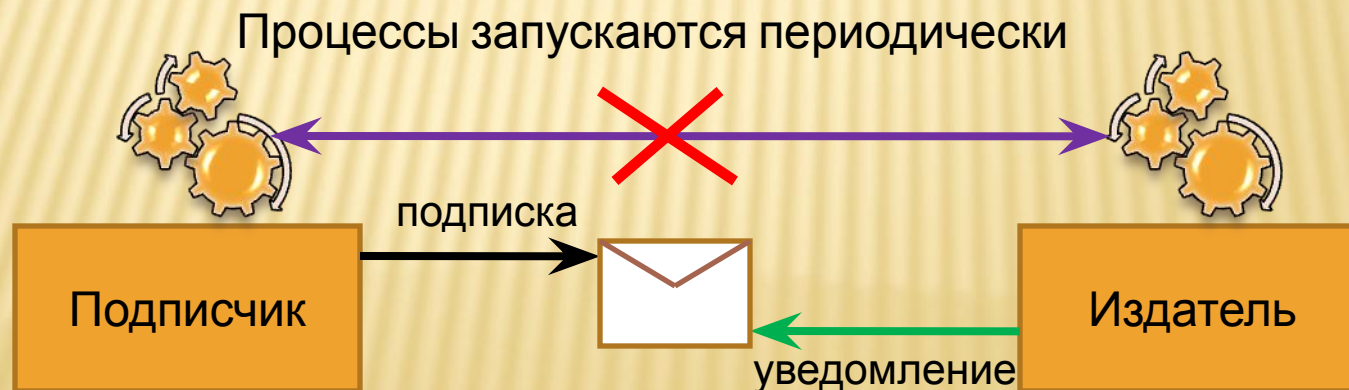 Процессы запускаются периодически
подписка
Подписчик
Издатель
уведомление